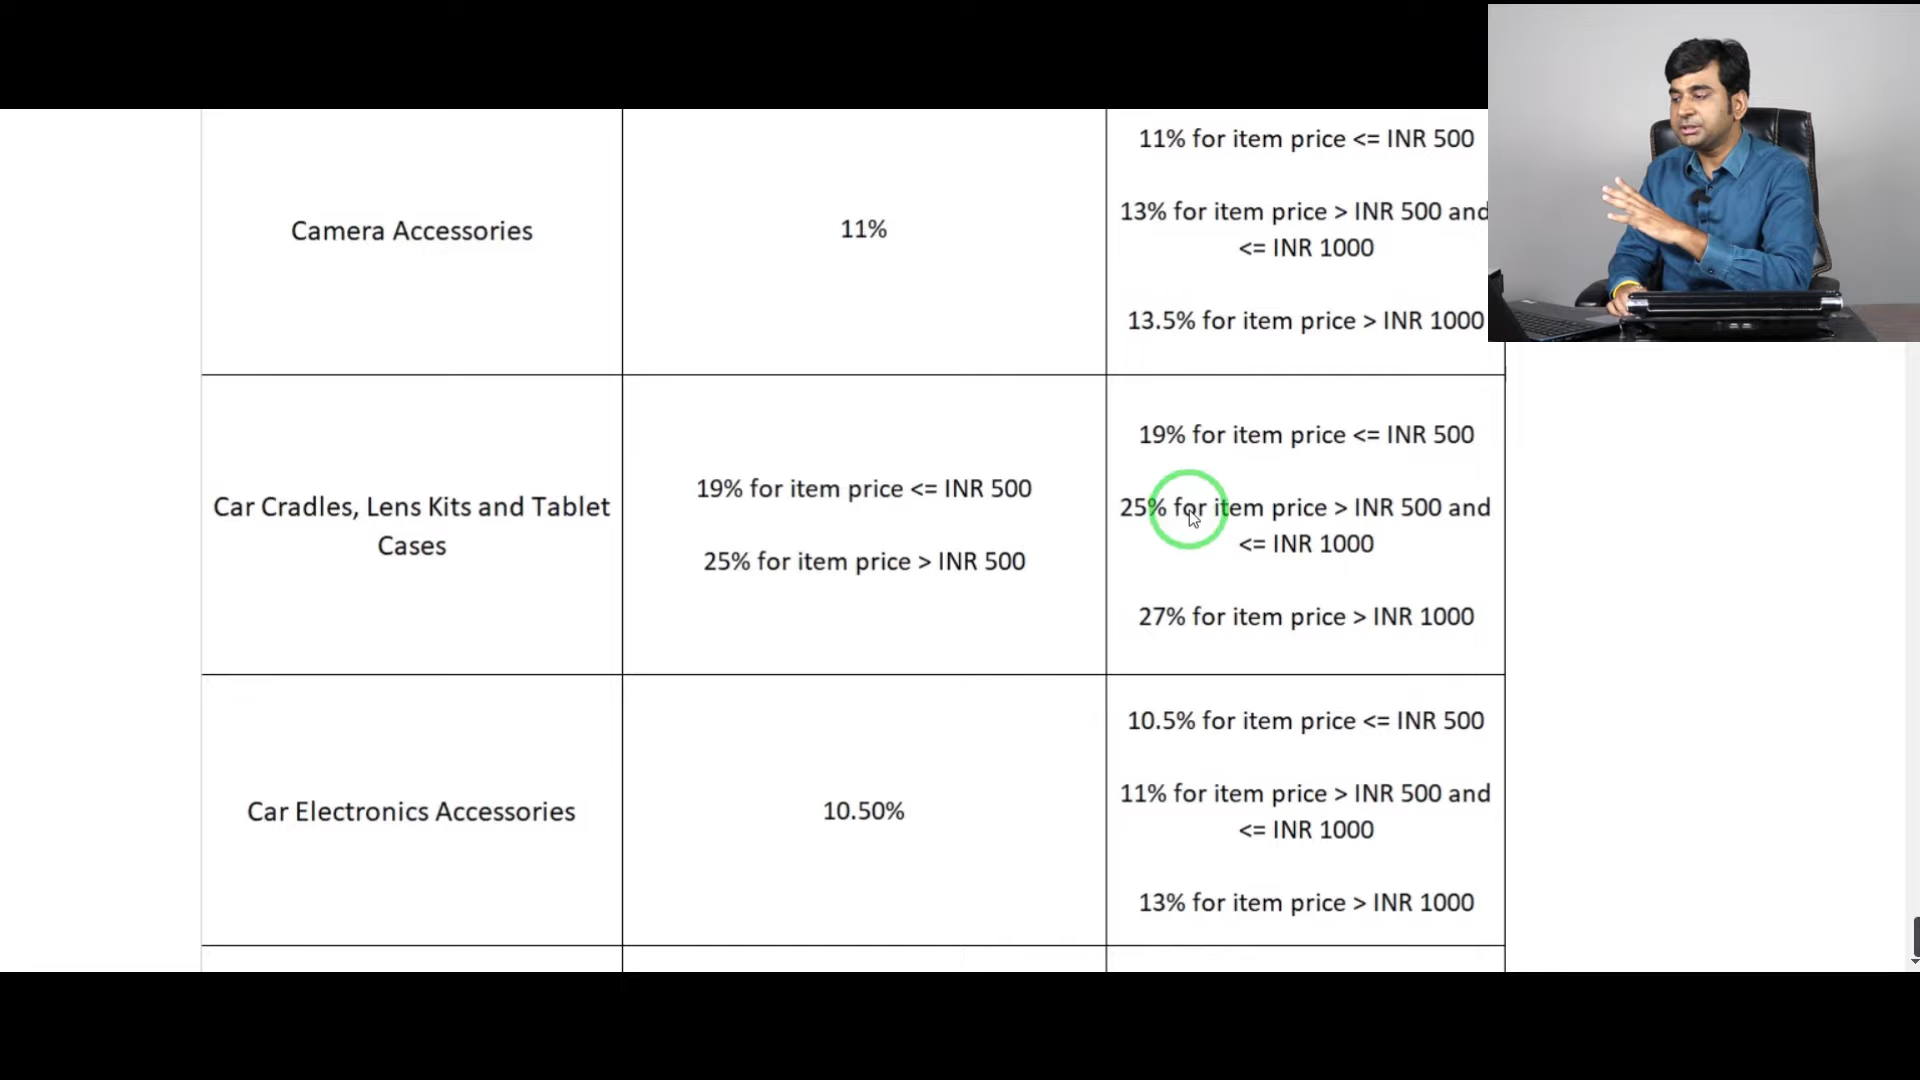 Camera Accessories
11%
11% for item price <= INR 500
13% for item price > INR 500 and
<= INR 1000
13.5% for item price > INR 1000
Car Cradles, Lens Kits and Tablet
Cases
19% for item price <= INR 500
25% for item price > INR 500
19% for item price <= INR 500
25% for item price > INR 500 and
<= INR 1000
27% for item price > INR 1000
Car Electronics Accessories
10.50%
10.5% for item price <= INR 500
11% for item price > INR 500 and
<= INR 1000
13% for item price > INR 1000